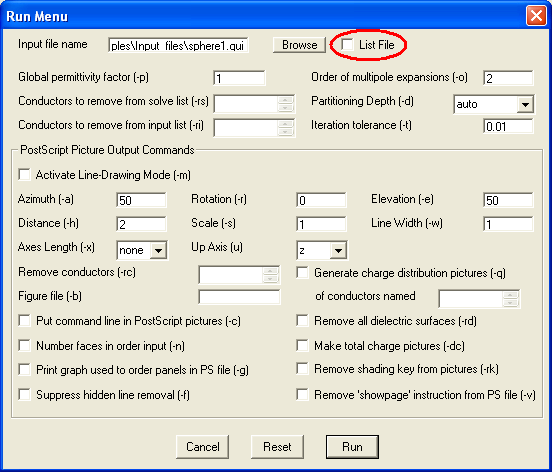 Run Menu
Input file name ples\Input_files\sphere1.qui Browse List File
Global permittivity factor (-p) 1 Order of multipole expansions (-o) 2
Conductors to remove from solve list (-rs) Partitioning Depth (-d) auto
Conductors to remove from input list (-ri) Iteration tolerance (-t) 0.01
PostScript Picture Output Commands
Activate Line-Drawing Mode (-m)
Azimuth (-a) 50 Rotation (-r) 0 Elevation (-e) 50
Distance (-h) 2 Scale (-s) 1 Line Width (-w) 1
Axes Length (-x) none Up Axis (u) z
Remove conductors (-rc) Generate charge distribution pictures (-q)
Figure file (-b) of conductors named
Put command line in PostScript pictures (-c) Remove all dielectric surfaces (-rd)
Number faces in order input (-n) Make total charge pictures (-dc)
Print graph used to order panels in PS file (-g) Remove shading key from pictures (-rk)
Suppress hidden line removal (-f) Remove 'showpage' instruction from PS file (-v)
Cancel Reset Run